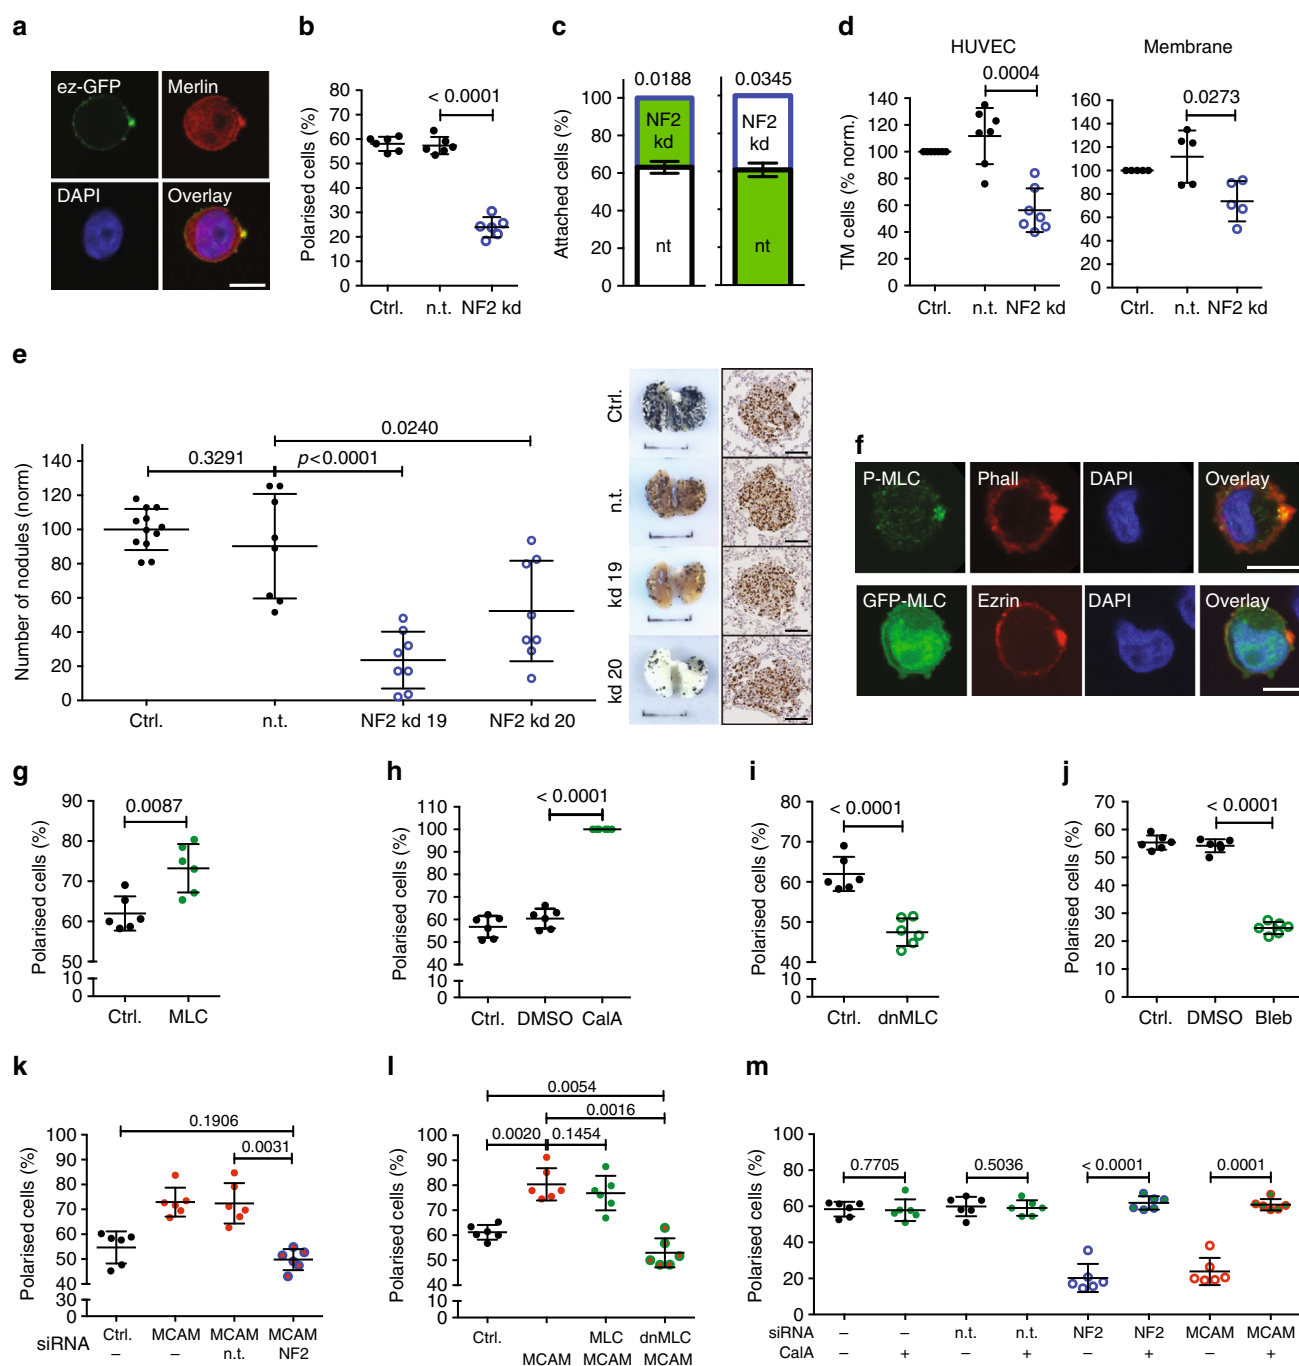 a
ez-GFP
Merlin
DAPI
Overlay
b
Polarised cells (%)
80
70
60
50
40
30
20
10
0
< 0.0001
Ctrl.
n.t.
NF2 kd
c
Attached cells (%)
0.0188
0.0345
100
80
60
40
20
0
NF2 kd
nt
NF2 kd
nt
d
HUVEC
Membrane
TM cells (% norm.)
0.0004
140
120
100
80
60
40
20
0
Ctrl.
n.t.
NF2 kd
0.0273
160
140
120
100
80
60
40
20
0
Ctrl.
n.t.
NF2 kd
e
Number of nodules (norm)
0.0240
0.3291
p<0.0001
140
120
100
80
60
40
20
0
Ctrl.
n.t.
NF2 kd 19
NF2 kd 20
Ctrl.
n.t.
kd 19
kd 20
f
P-MLC
Phall
DAPI
Overlay
GFP-MLC
Ezrin
DAPI
Overlay
g
Polarised cells (%)
90
80
70
60
50
10
0
0.0087
Ctrl.
MLC
h
Polarised cells (%)
110
100
90
80
70
60
50
40
10
0
< 0.0001
Ctrl.
DMSO
CalA
i
Polarised cells (%)
80
70
60
50
40
10
0
< 0.0001
Ctrl.
dnMLC
j
Polarised cells (%)
70
60
50
40
30
20
10
0
< 0.0001
Ctrl.
DMSO
Bleb
k
Polarised cells (%)
0.1906
0.0031
100
90
80
70
60
50
40
30
0
siRNA
Ctrl.
MCAM
MCAM
MCAM
–
–
n.t.
NF2
l
Polarised cells (%)
0.0054
0.0016
0.0020
0.1454
100
90
80
70
60
50
40
10
0
Ctrl.
MLC
dnMLC
MCAM
MCAM
MCAM
m
Polarised cells (%)
100
80
60
40
20
0
0.7705
0.5036
< 0.0001
0.0001
siRNA
–
–
n.t.
n.t.
NF2
NF2
MCAM
MCAM
CalA
–
+
–
+
–
+
–
+